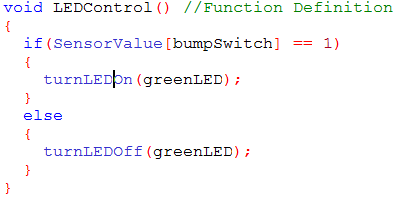 void LEDControl() //Function Definition
{
  if(SensorValue[bumpSwitch] == 1)
  {
    turnLEDOn(greenLED);
  }
  else
  {
    turnLEDOff(greenLED);
  }
}